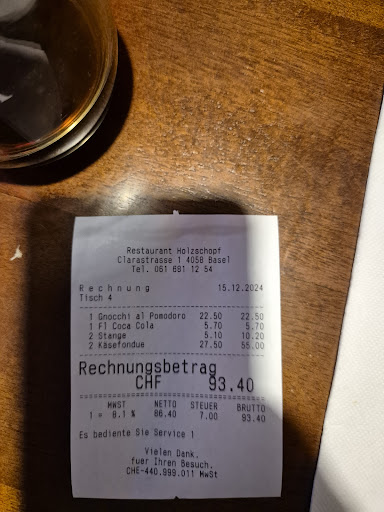 Restaurant Holzschopf
Clarastrasse 1 4058 Basel
Tel. 061 681 12 54
Rechnung 15.12.2024
Tisch 4
1 Gnocchi al Pomodoro 22.50 22.50
1 Fl Coca Cola 5.70 5.70
2 Stange 5.10 10.20
2 Käsefondue 27.50 55.00
Rechnungsbetrag
CHF 93.40
MWST NETTO STEUER BRUTTO
1 = 8.1 % 86.40 7.00 93.40
Es bediente Sie Service 1
Vielen Dank.
fuer Ihren Besuch.
CHE-440.999.011 MwSt